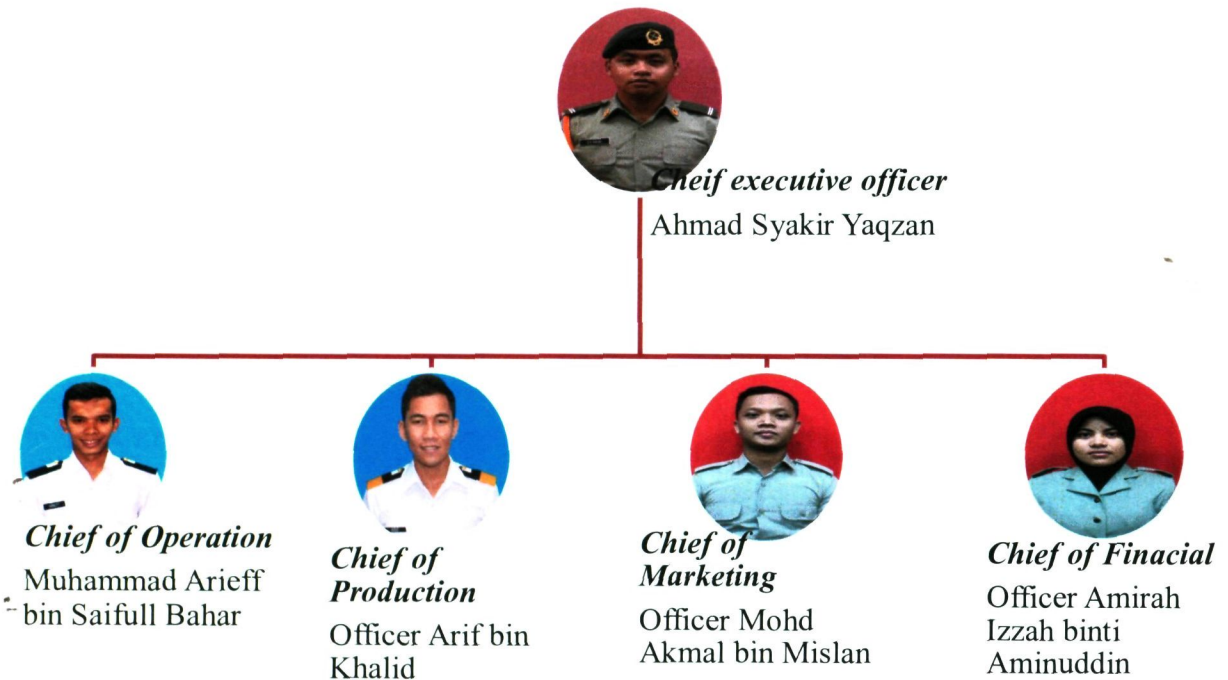 Cheif executive officer
Ahmad Syakir Yaqzan
Chief of Operation
Muhammad Arieff
bin Saifull Bahar
Chief of
Production
Officer Arif bin
Khalid
Chief of
Marketing
Officer Mohd
Akmal bin Mislan
Chief of Finacial
Officer Amirah
Izzah binti
Aminuddin